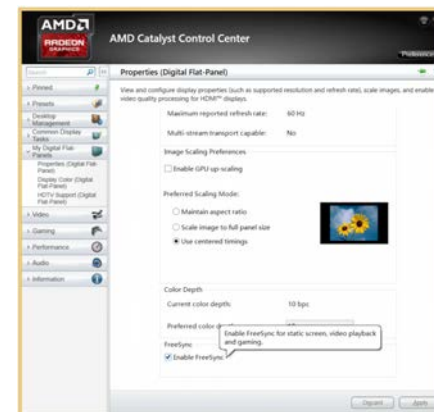 AMD
RADEON
GRAPHICS
AMD Catalyst Control Center
Preferences
Search
Properties (Digital Flat-Panel)
View and configure display properties (such as supported resolution and refresh rate), scale images, and enable
video quality processing for HDMI™ displays.
Pinned
Presets
Desktop
Management
Common Display
Tasks
My Digital Flat-
Panels
Properties (Digital Flat-
Panel)
Display Color (Digital
Flat-Panel)
HDTV Support (Digital
Flat-Panel)
Video
Gaming
Performance
Audio
Information
Maximum reported refresh rate: 60 Hz
Multi-stream transport capable: No
Image Scaling Preferences
Enable GPU up-scaling
Preferred Scaling Mode:
Maintain aspect ratio
Scale image to full panel size
Use centered timings
Color Depth
Current color depth: 10 bpc
Preferred color
Enable FreeSync for static screen, video playback
and gaming.
FreeSync
Enable FreeSync
Discard
Apply